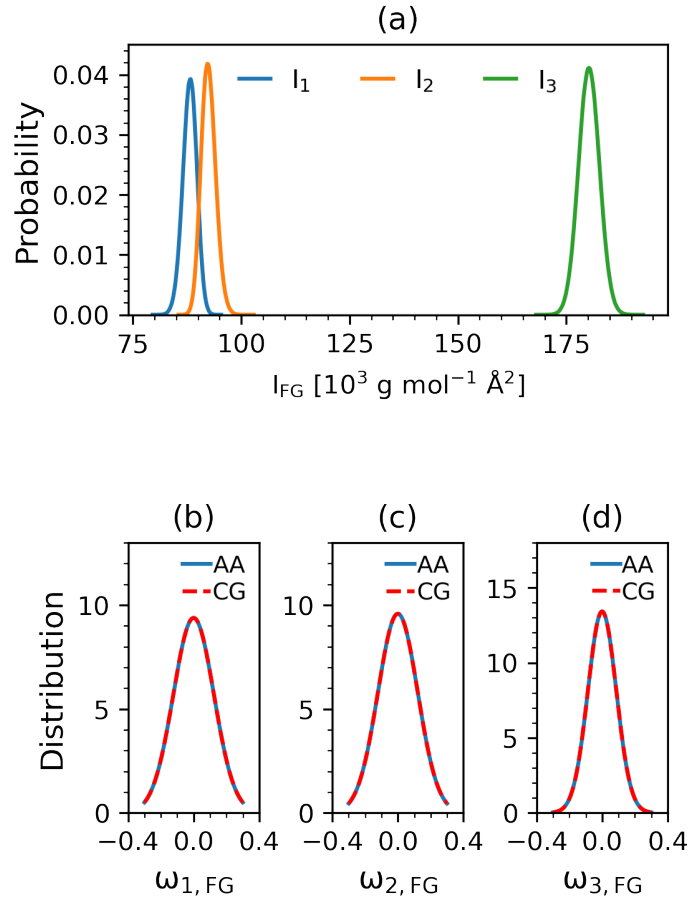 (a)
Probability
0.04
0.03
0.02
0.01
0.00
I₁ I₂ I₃
75 100 125 150 175
I_FG [10³ g mol⁻¹ Å²]
(b) (c) (d)
Distribution
10
5
0
AA
CG
−0.4 0.0 0.4
ω₁,FG
10
5
0
AA
CG
−0.4 0.0 0.4
ω₂,FG
15
10
5
0
AA
CG
−0.4 0.0 0.4
ω₃,FG